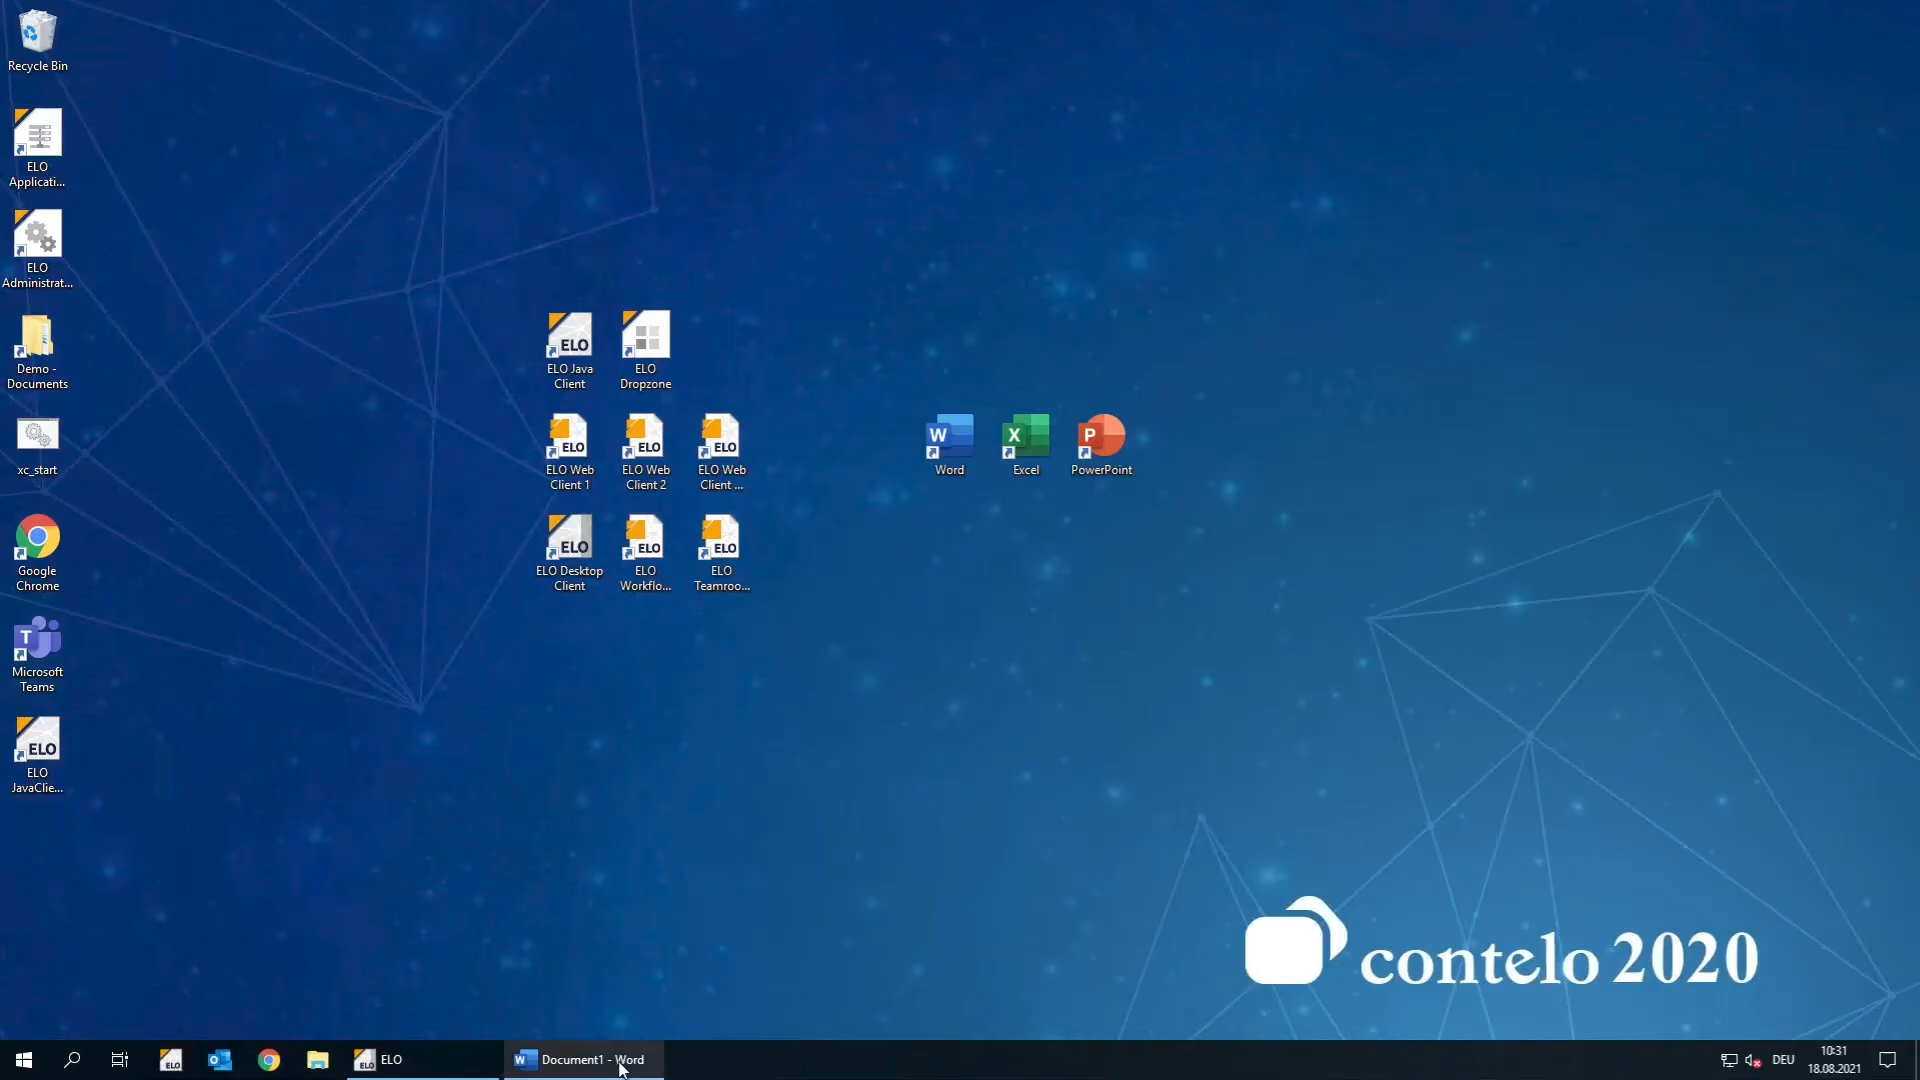 Recycle Bin
ELO
Applicati...
ELO
Administrat...
Demo -
Documents
xc_start
Google
Chrome
T
Microsoft
Teams
ELO
ELO
JavaClie...
ELO
ELO Java
Client
ELO
Dropzone
ELO
ELO Web
Client 1
ELO
ELO Web
Client 2
ELO
ELO Web
Client ...
ELO
ELO Desktop
Client
ELO
ELO
Workflo...
ELO
ELO
Teamroo...
W
Word
X
Excel
P
PowerPoint
contelo 2020
ELO
O
ELO
ELO
W
Document1 - Word
DEU
10:31
18.08.2021